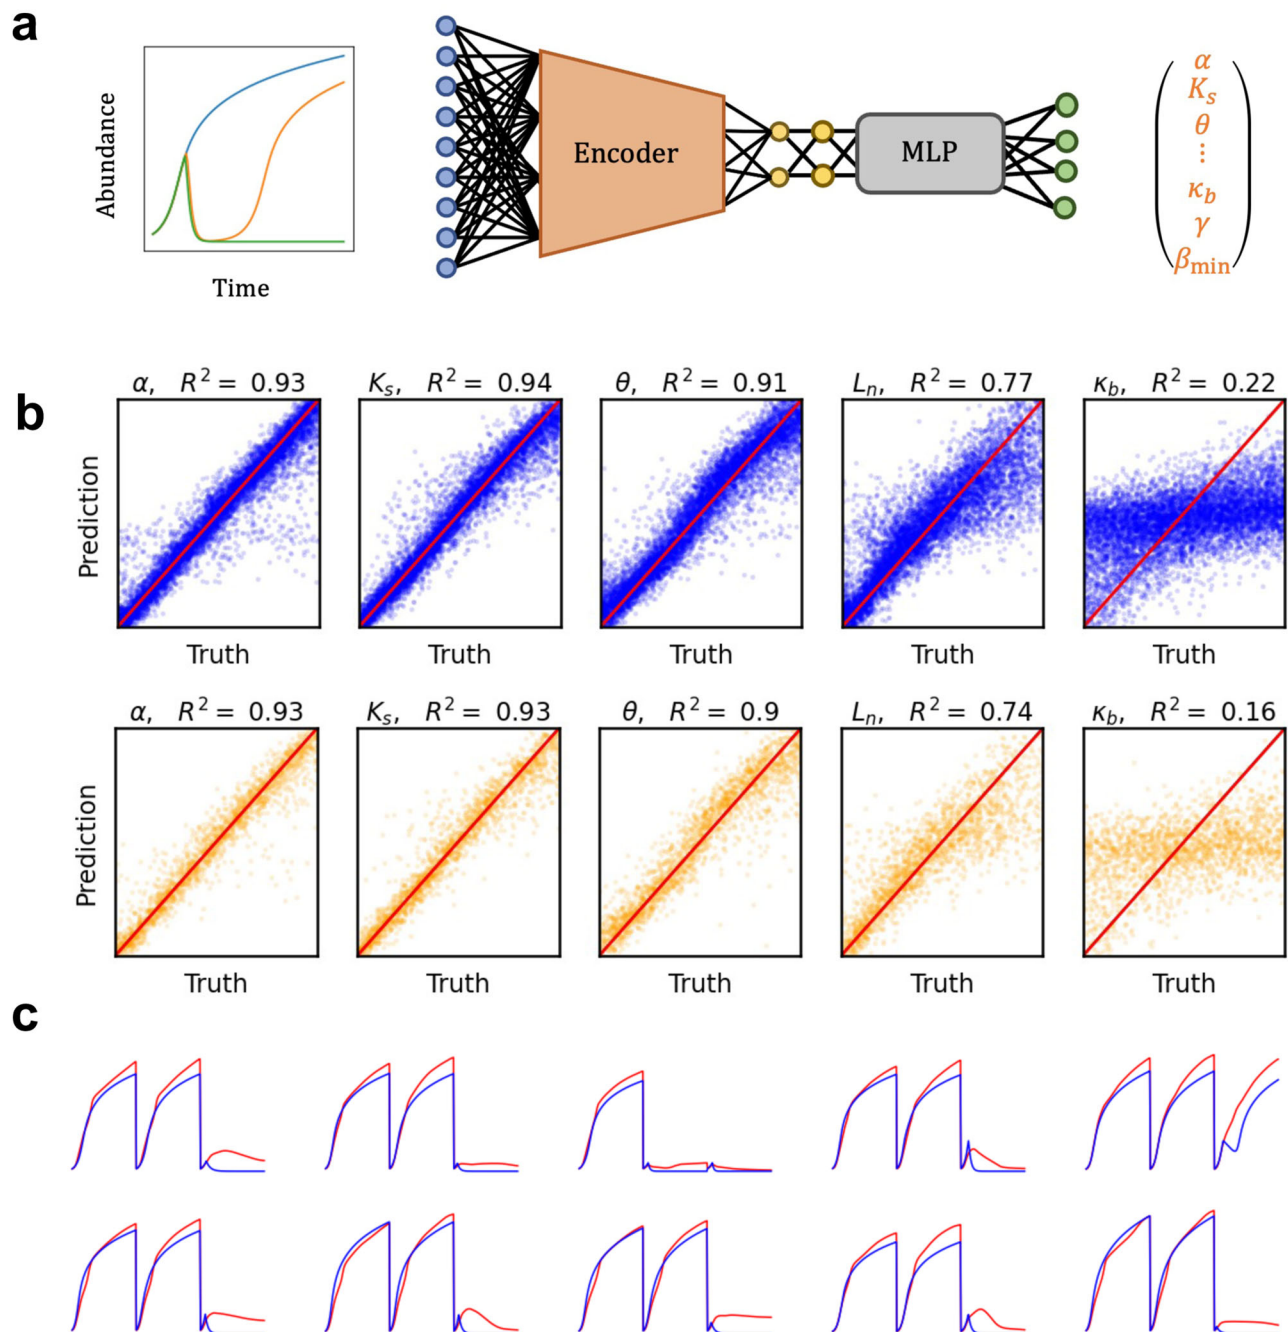 a
Abundance
Time
Encoder
MLP
α
K_s
θ
⋮
κ_b
γ
β_min
b
α, R² = 0.93
K_s, R² = 0.94
θ, R² = 0.91
L_n, R² = 0.77
κ_b, R² = 0.22
Prediction
Truth
Truth
Truth
Truth
Truth
α, R² = 0.93
K_s, R² = 0.93
θ, R² = 0.9
L_n, R² = 0.74
κ_b, R² = 0.16
Prediction
Truth
Truth
Truth
Truth
Truth
c